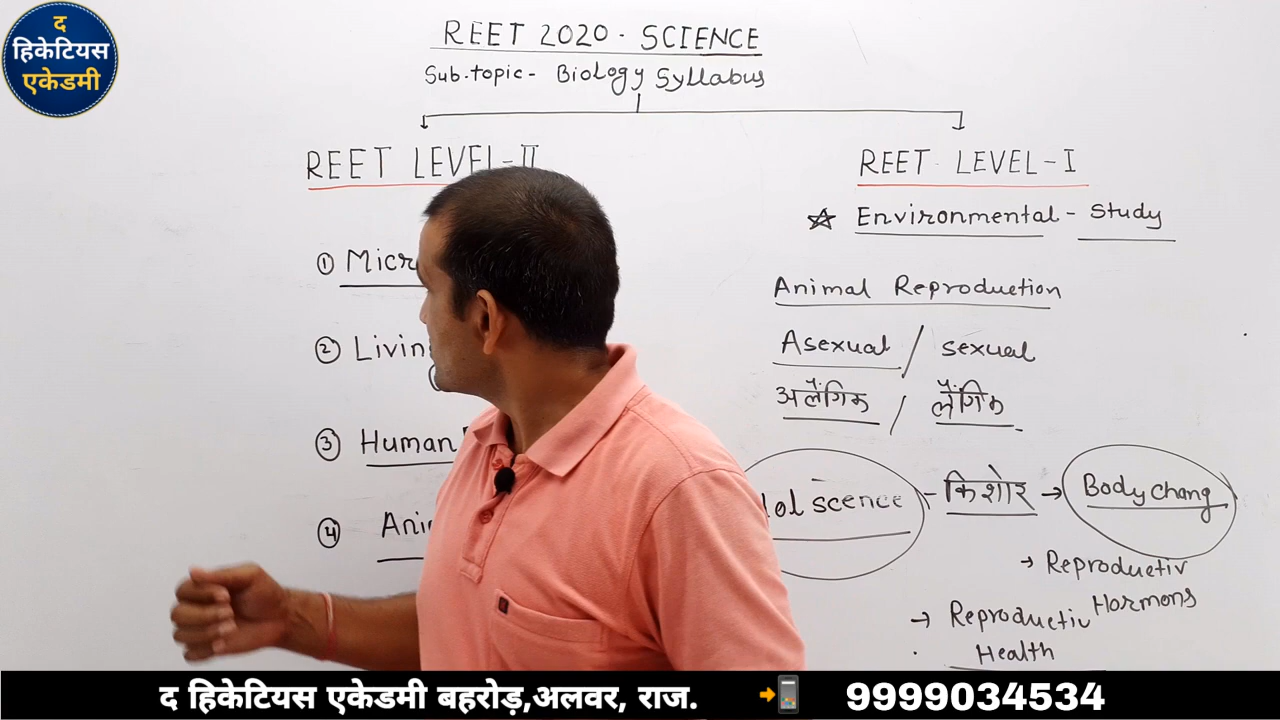 द
हिकेटियस
एकेडमी
REET 2020 - SCIENCE
Sub.topic - Biology Syllabus
REET LEVEL-II
① Micr
② Livin
③ Human
④ Ani
REET LEVEL-I
☆ Environmental - Study
Animal Reproduction
Asexual / sexual
अलैंगिक / लैंगिक
olscence - किशोर → Body Chang
→ Reproductiv
Hormons
→ Reproductiv
Health
द हिकेटियस एकेडमी बहरोड़,अलवर, राज. 9999034534